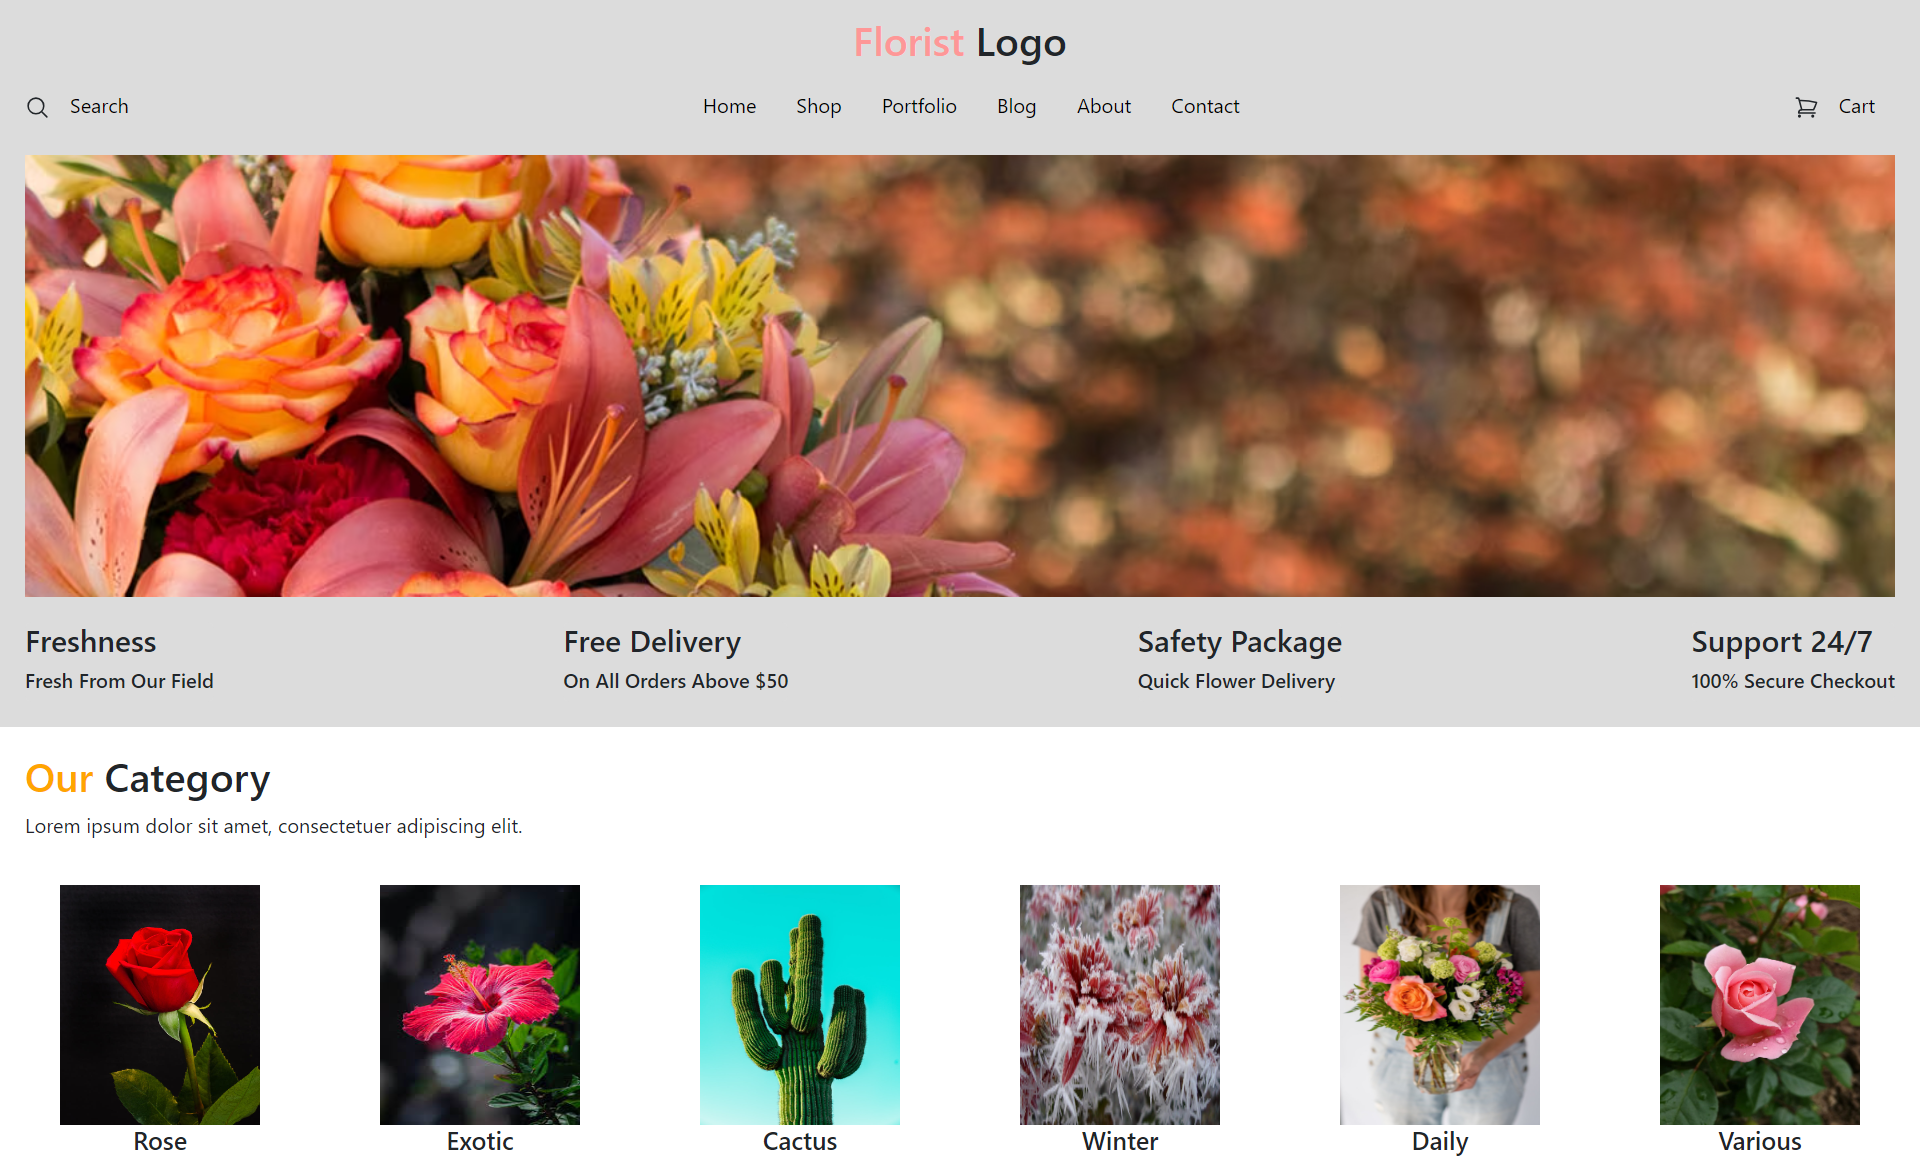 Florist Logo
Search
Home Shop Portfolio Blog About Contact
Cart
Freshness
Fresh From Our Field
Free Delivery
On All Orders Above $50
Safety Package
Quick Flower Delivery
Support 24/7
100% Secure Checkout
Our Category
Lorem ipsum dolor sit amet, consectetuer adipiscing elit.
Rose
Exotic
Cactus
Winter
Daily
Various